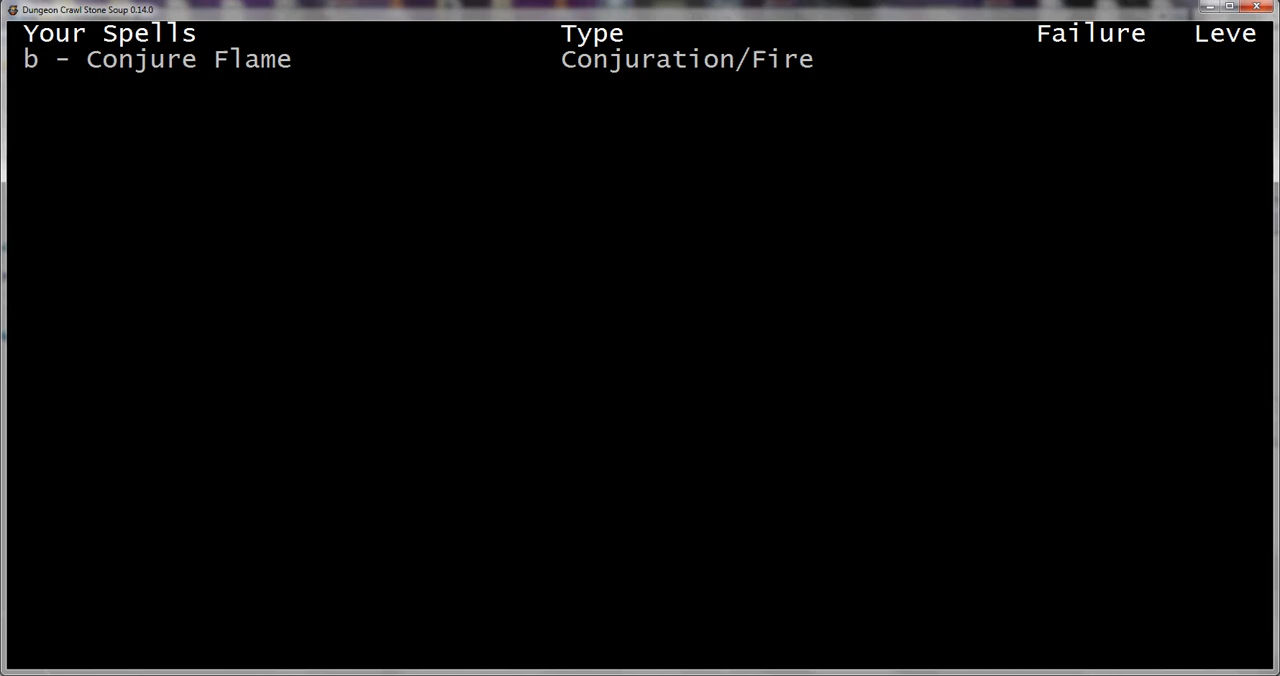 Dungeon Crawl Stone Soup 0.14.0
Your Spells Type Failure Leve
b - Conjure Flame Conjuration/Fire